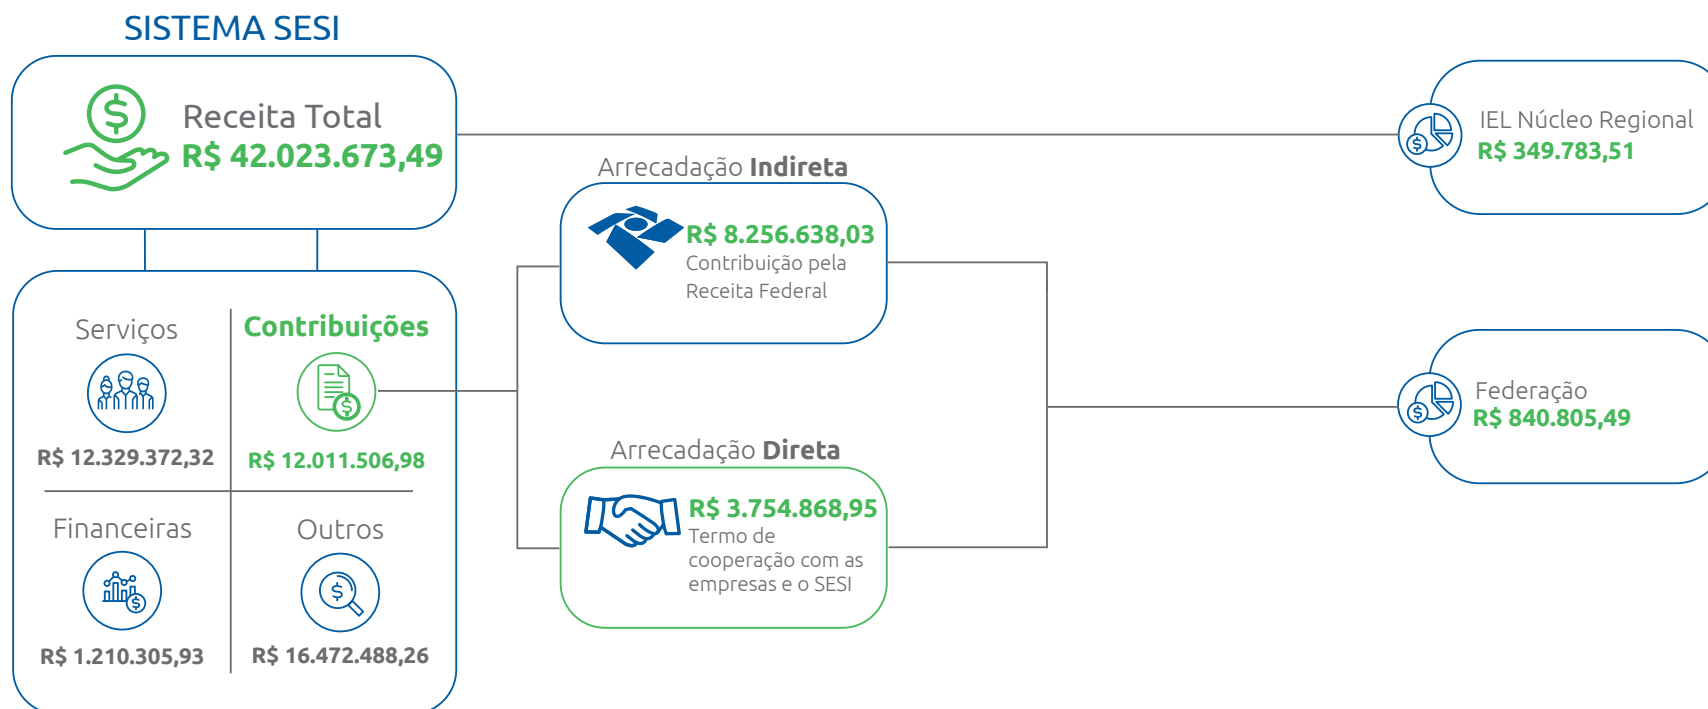 SISTEMA SESI
Receita Total
R$ 42.023.673,49
IEL Núcleo Regional
R$ 349.783,51
Arrecadação Indireta
R$ 8.256.638,03
Contribuição pela
Receita Federal
Serviços
R$ 12.329.372,32
Contribuições
R$ 12.011.506,98
Federação
R$ 840.805,49
Arrecadação Direta
R$ 3.754.868,95
Termo de
cooperação com as
empresas e o SESI
Financeiras
R$ 1.210.305,93
Outros
R$ 16.472.488,26